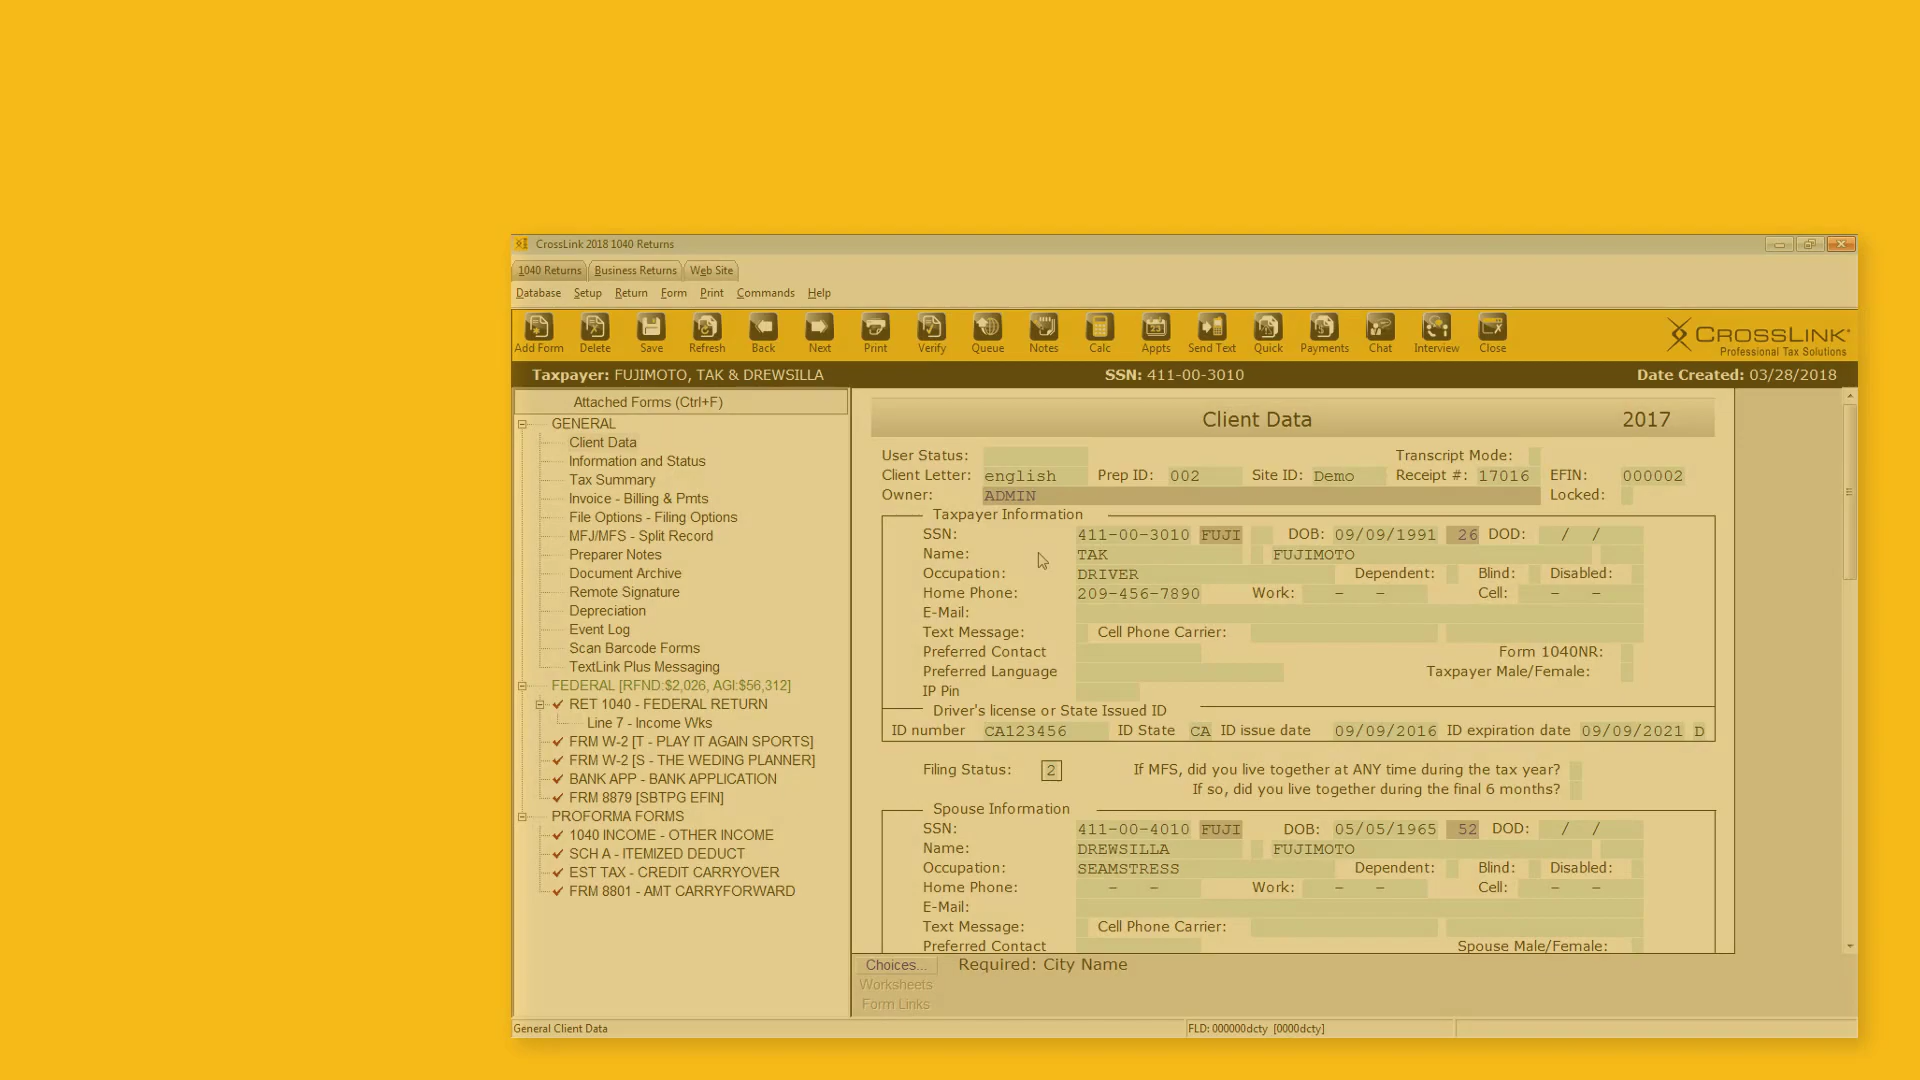 CrossLink 2018 1040 Returns
1040 Returns Business Returns Web Site
Database Setup Return Form Print Commands Help
Add Form Delete Save Refresh Back Next Print Verify Queue Notes Calc Appts Send Text Quick Payments Chat Interview Close
CROSSLINK
Professional Tax Solutions
Taxpayer: FUJIMOTO, TAK & DREWSILLA SSN: 411-00-3010 Date Created: 03/28/2018
Attached Forms (Ctrl+F)
GENERAL
Client Data
Information and Status
Tax Summary
Invoice - Billing & Pmts
File Options - Filing Options
MFJ/MFS - Split Record
Preparer Notes
Document Archive
Remote Signature
Depreciation
Event Log
Scan Barcode Forms
TextLink Plus Messaging
FEDERAL [RFND:$2,026, AGI:$56,312]
RET 1040 - FEDERAL RETURN
Line 7 - Income Wks
FRM W-2 [T - PLAY IT AGAIN SPORTS]
FRM W-2 [S - THE WEDING PLANNER]
BANK APP - BANK APPLICATION
FRM 8879 [SBTPG EFIN]
PROFORMA FORMS
1040 INCOME - OTHER INCOME
SCH A - ITEMIZED DEDUCT
EST TAX - CREDIT CARRYOVER
FRM 8801 - AMT CARRYFORWARD
Client Data 2017
User Status: Transcript Mode:
Client Letter: english Prep ID: 002 Site ID: Demo Receipt #: 17016 EFIN: 000002
Owner: ADMIN Locked:
Taxpayer Information
SSN: 411-00-3010 FUJI DOB: 09/09/1991 26 DOD: / /
Name: TAK FUJIMOTO
Occupation: DRIVER Dependent: Blind: Disabled:
Home Phone: 209-456-7890 Work: - - Cell: - -
E-Mail:
Text Message: Cell Phone Carrier:
Preferred Contact Form 1040NR:
Preferred Language Taxpayer Male/Female:
IP Pin
Driver's license or State Issued ID
ID number CA123456 ID State CA ID issue date 09/09/2016 ID expiration date 09/09/2021 D
Filing Status: 2 If MFS, did you live together at ANY time during the tax year?
If so, did you live together during the final 6 months?
Spouse Information
SSN: 411-00-4010 FUJI DOB: 05/05/1965 52 DOD: / /
Name: DREWSILLA FUJIMOTO
Occupation: SEAMSTRESS Dependent: Blind: Disabled:
Home Phone: - - Work: - - Cell: - -
E-Mail:
Text Message: Cell Phone Carrier:
Preferred Contact Spouse Male/Female:
Choices... Required: City Name
Worksheets
Form Links
General Client Data FLD: 000000dcty [0000dcty]